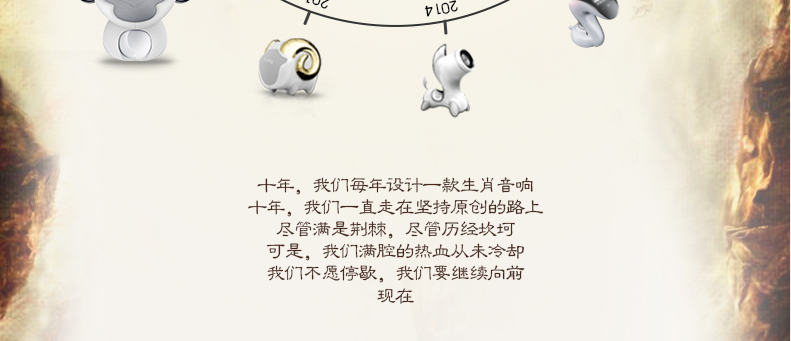 2014
十年，我们每年设计一款生肖音响
十年，我们一直走在坚持原创的路上
尽管满是荆棘，尽管历经坎坷
可是，我们满腔的热血从未冷却
我们不愿停歇，我们要继续向前
现在